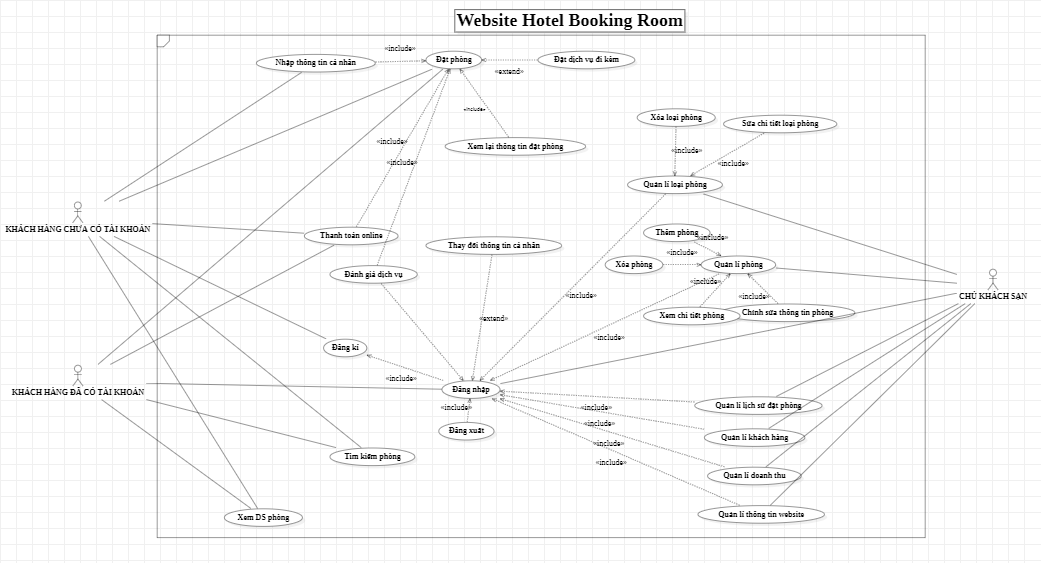 Website Hotel Booking Room
Nhập thông tin cá nhân
«include»
Đặt phòng
«extend»
Đặt dịch vụ đi kèm
«include»
Xem lại thông tin đặt phòng
Xóa loại phòng
Sửa chi tiết loại phòng
«include»
«include»
«include»
«include»
Quản lí loại phòng
KHÁCH HÀNG CHƯA CÓ TÀI KHOẢN
Thanh toán online
Thay đổi thông tin cá nhân
Thêm phòng
«include»
«include»
Xóa phòng
Quản lí phòng
Đánh giá dịch vụ
CHỦ KHÁCH SẠN
«include»
«include»
Xem chi tiết phòng
Chỉnh sửa thông tin phòng
«extend»
«include»
Đăng kí
«include»
KHÁCH HÀNG ĐÃ CÓ TÀI KHOẢN
Đăng nhập
«include»
Quản lí lịch sử đặt phòng
«include»
Đăng xuất
«include»
Quản lí khách hàng
«include»
Tìm kiếm phòng
«include»
Quản lí doanh thu
Xem DS phòng
Quản lí thông tin website